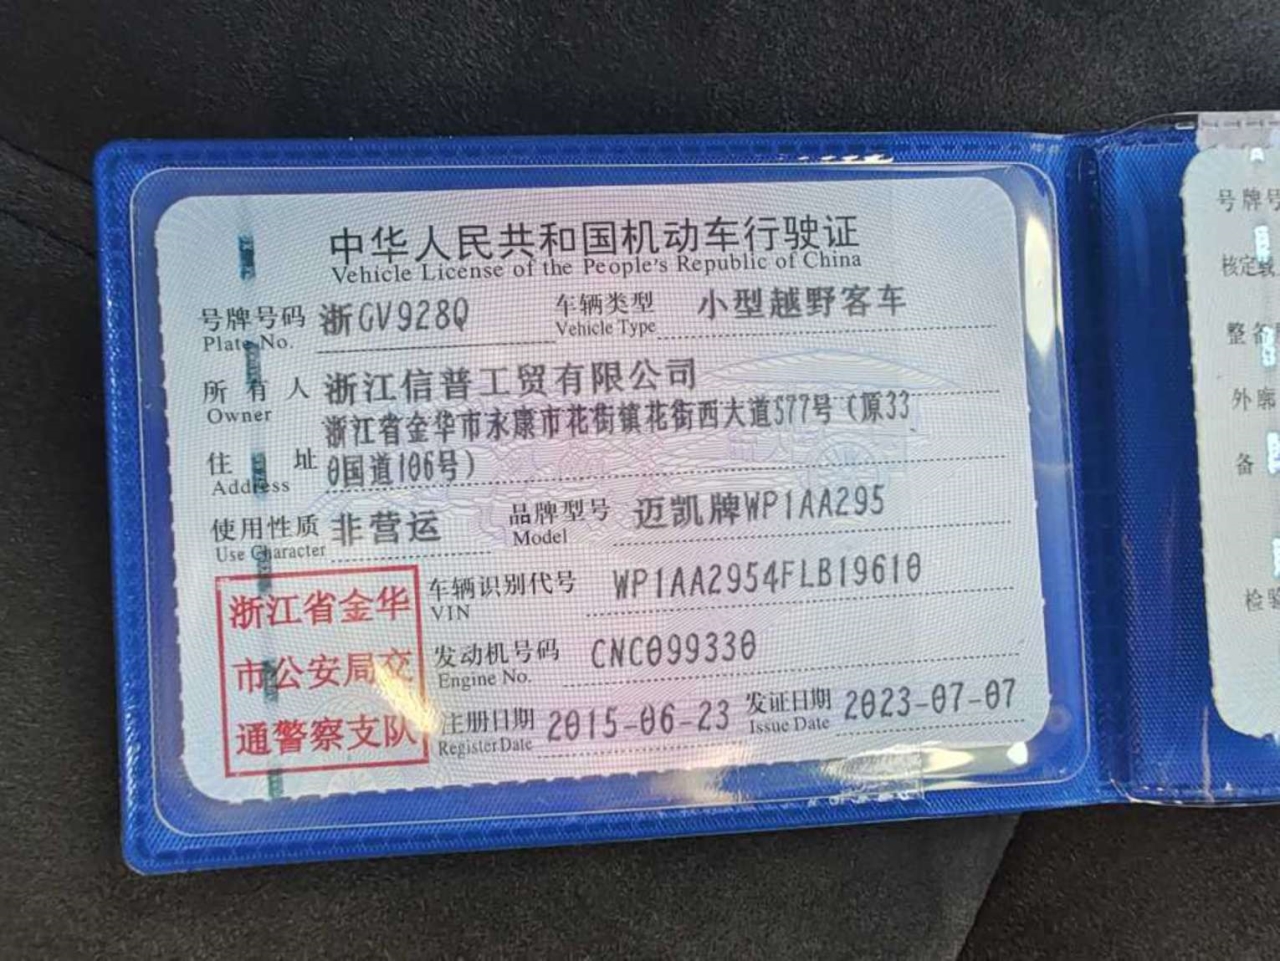 中华人民共和国机动车行驶证
Vehicle License of the People's Republic of China
号牌号码 浙GV928Q 车辆类型 小型越野客车
Plate No. Vehicle Type
所有人 浙江信普工贸有限公司
Owner
浙江省金华市永康市花街镇花街西大道577号（原33
住址 0国道106号）
Address
使用性质 非营运 品牌型号 迈凯牌WP1AA295
Use Character Model
车辆识别代号 WP1AA2954FLB19610
VIN
发动机号码 CNC099330
Engine No.
注册日期 2015-06-23 发证日期 2023-07-07
Register Date Issue Date
浙江省金华
市公安局交
通警察支队
号牌号
核定载
整备
外廓
备
检验